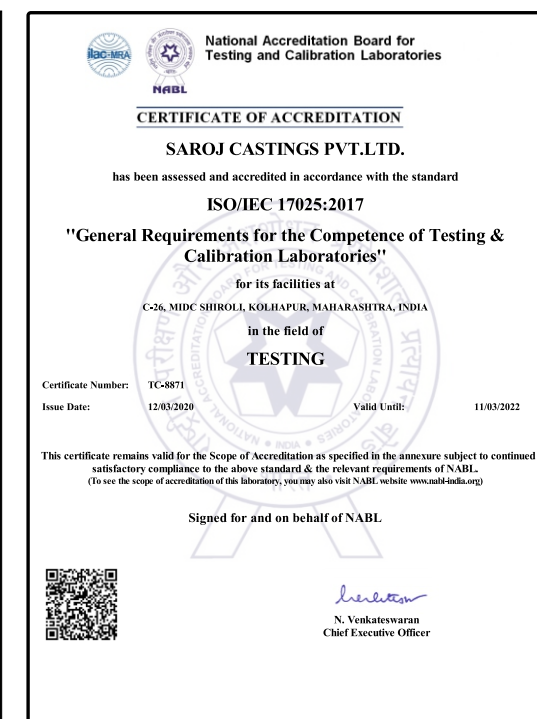 ilac-MRA
NABL
National Accreditation Board for
Testing and Calibration Laboratories
CERTIFICATE OF ACCREDITATION
SAROJ CASTINGS PVT.LTD.
has been assessed and accredited in accordance with the standard
ISO/IEC 17025:2017
"General Requirements for the Competence of Testing &
Calibration Laboratories"
for its facilities at
C-26, MIDC SHIROLI, KOLHAPUR, MAHARASHTRA, INDIA
in the field of
TESTING
Certificate Number: TC-8871
Issue Date: 12/03/2020 Valid Until: 11/03/2022
This certificate remains valid for the Scope of Accreditation as specified in the annexure subject to continued
satisfactory compliance to the above standard & the relevant requirements of NABL.
(To see the scope of accreditation of this laboratory, you may also visit NABL website www.nabl-india.org)
Signed for and on behalf of NABL
N. Venkateswaran
Chief Executive Officer